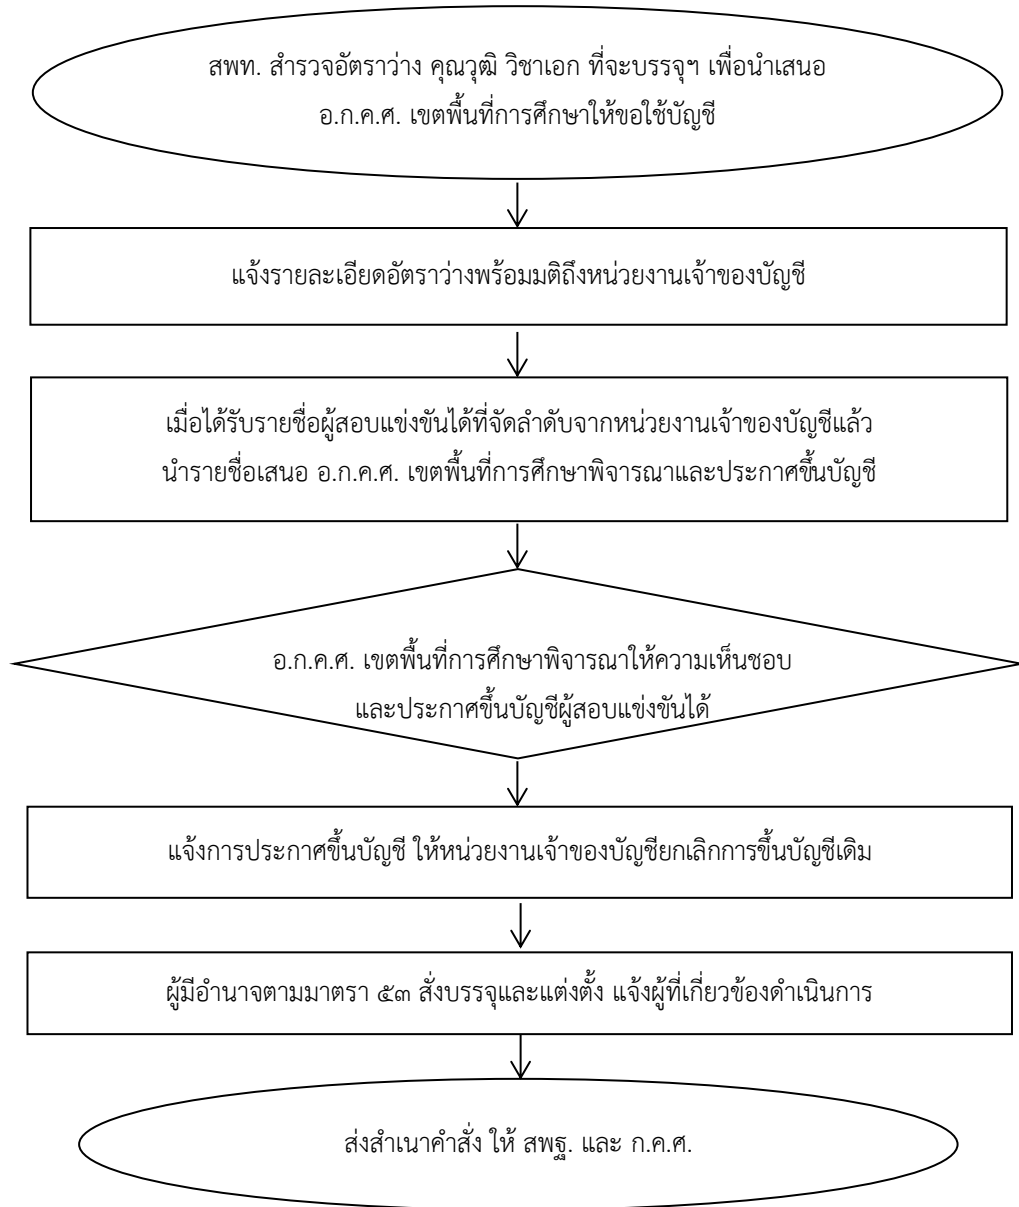 สพท. สำรวจอัตราว่าง คุณวุฒิ วิชาเอก ที่จะบรรจุฯ เพื่อนำเสนอ
อ.ก.ค.ศ. เขตพื้นที่การศึกษาให้ขอใช้บัญชี
แจ้งรายละเอียดอัตราว่างพร้อมมติถึงหน่วยงานเจ้าของบัญชี
เมื่อได้รับรายชื่อผู้สอบแข่งขันได้ที่จัดลำดับจากหน่วยงานเจ้าของบัญชีแล้ว
นำรายชื่อเสนอ อ.ก.ค.ศ. เขตพื้นที่การศึกษาพิจารณาและประกาศขึ้นบัญชี
อ.ก.ค.ศ. เขตพื้นที่การศึกษาพิจารณาให้ความเห็นชอบ
และประกาศขึ้นบัญชีผู้สอบแข่งขันได้
แจ้งการประกาศขึ้นบัญชี ให้หน่วยงานเจ้าของบัญชียกเลิกการขึ้นบัญชีเดิม
ผู้มีอำนาจตามมาตรา ๕๓ สั่งบรรจุและแต่งตั้ง แจ้งผู้ที่เกี่ยวข้องดำเนินการ
ส่งสำเนาคำสั่ง ให้ สพฐ. และ ก.ค.ศ.